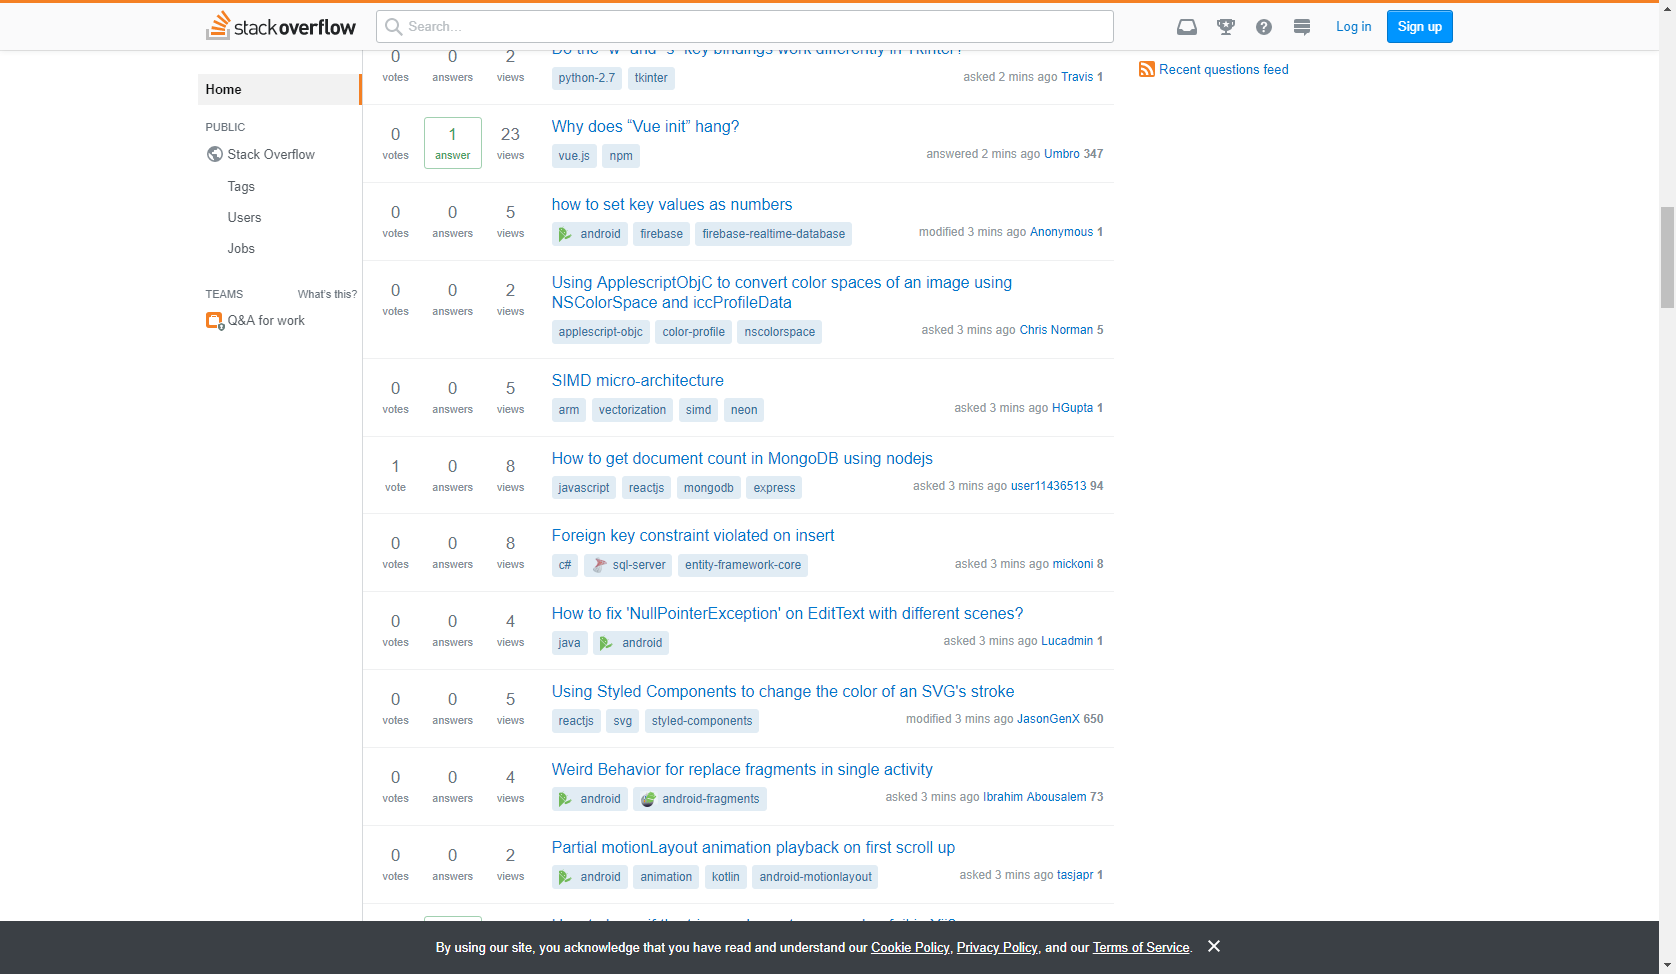 stackoverflow
Search...
Log in
Sign up
Home
PUBLIC
Stack Overflow
Tags
Users
Jobs
TEAMS What's this?
Q&A for work
0 votes 0 answers 2 views
Do the "w" and "s" key bindings work differently in Tkinter?
python-2.7 tkinter
asked 2 mins ago Travis 1
0 votes 1 answer 23 views
Why does “Vue init” hang?
vue.js npm
answered 2 mins ago Umbro 347
0 votes 0 answers 5 views
how to set key values as numbers
android firebase firebase-realtime-database
modified 3 mins ago Anonymous 1
0 votes 0 answers 2 views
Using ApplescriptObjC to convert color spaces of an image using
NSColorSpace and iccProfileData
applescript-objc color-profile nscolorspace
asked 3 mins ago Chris Norman 5
0 votes 0 answers 5 views
SIMD micro-architecture
arm vectorization simd neon
asked 3 mins ago HGupta 1
1 vote 0 answers 8 views
How to get document count in MongoDB using nodejs
javascript reactjs mongodb express
asked 3 mins ago user11436513 94
0 votes 0 answers 8 views
Foreign key constraint violated on insert
c# sql-server entity-framework-core
asked 3 mins ago mickoni 8
0 votes 0 answers 4 views
How to fix 'NullPointerException' on EditText with different scenes?
java android
asked 3 mins ago Lucadmin 1
0 votes 0 answers 5 views
Using Styled Components to change the color of an SVG's stroke
reactjs svg styled-components
modified 3 mins ago JasonGenX 650
0 votes 0 answers 4 views
Weird Behavior for replace fragments in single activity
android android-fragments
asked 3 mins ago Ibrahim Abousalem 73
0 votes 0 answers 2 views
Partial motionLayout animation playback on first scroll up
android animation kotlin android-motionlayout
asked 3 mins ago tasjapr 1
Recent questions feed
By using our site, you acknowledge that you have read and understand our Cookie Policy, Privacy Policy, and our Terms of Service.